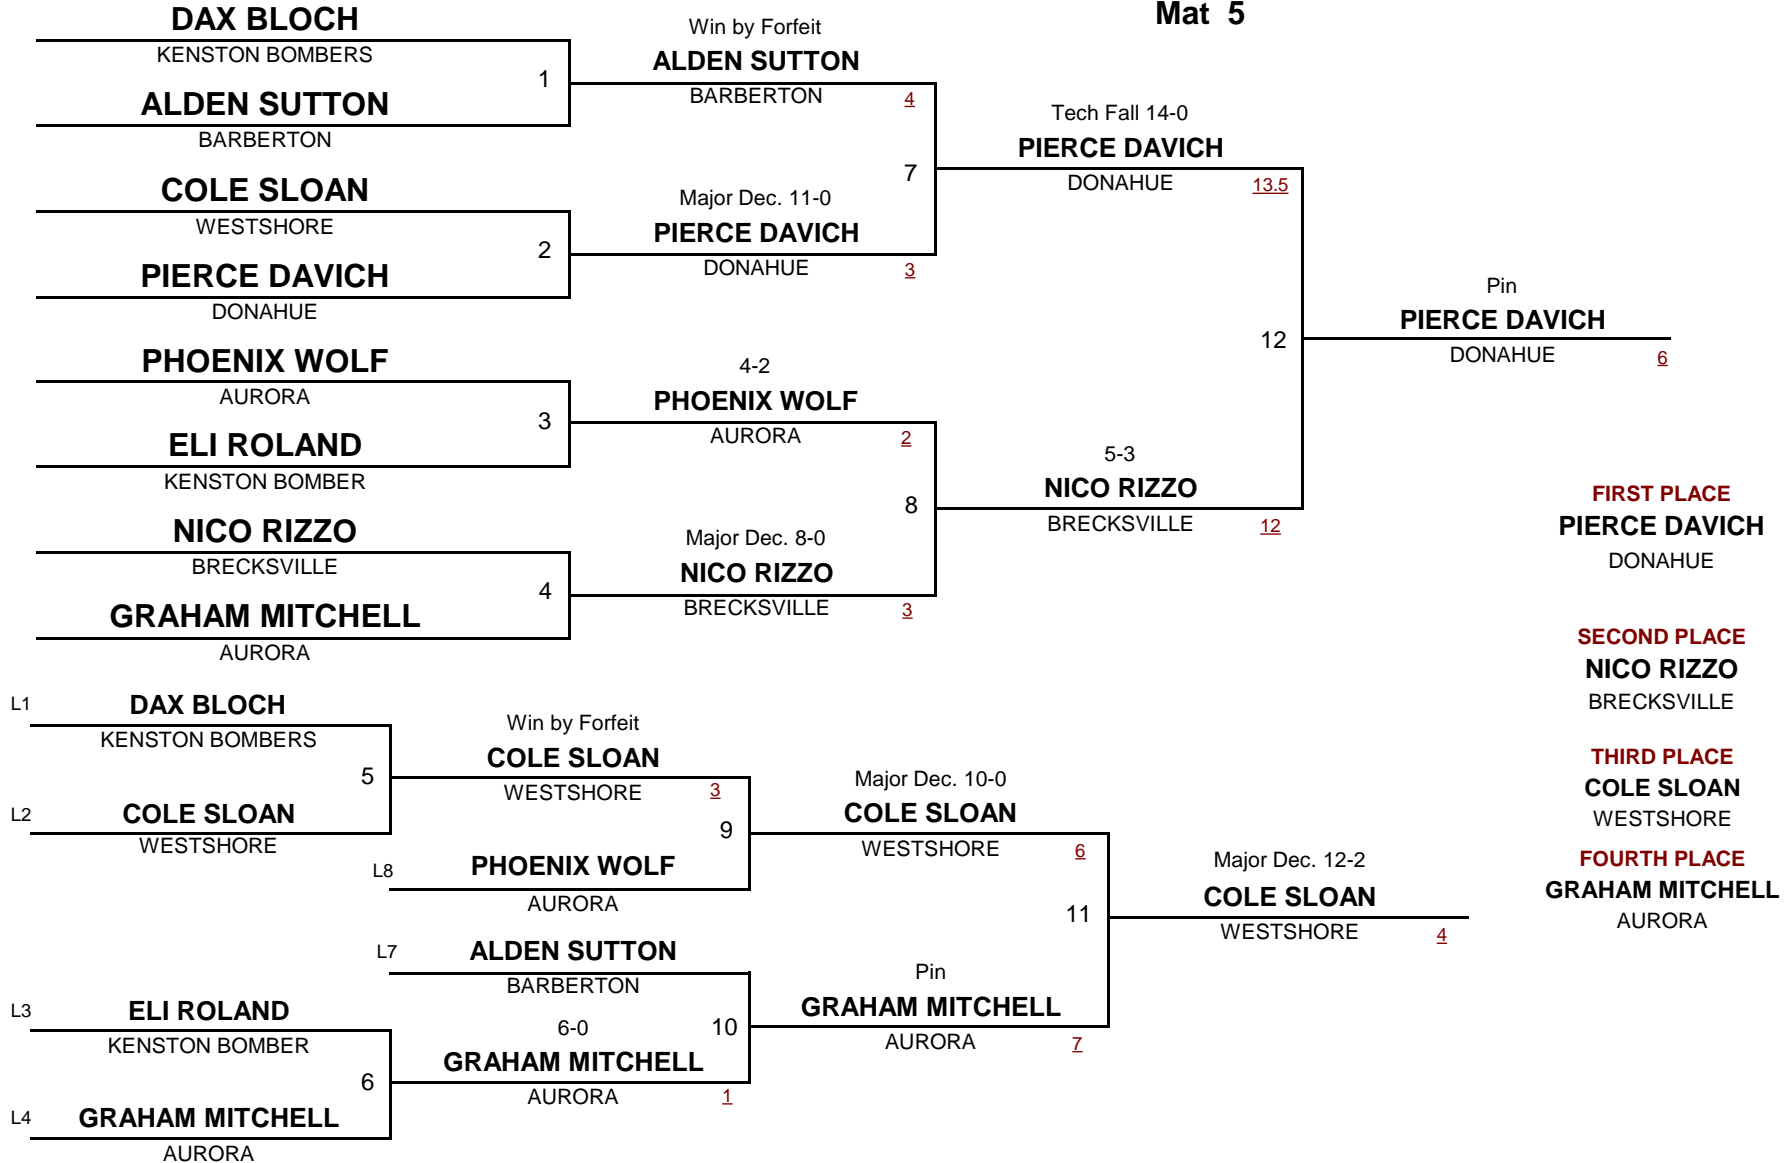 Mat 5
DAX BLOCH
KENSTON BOMBERS
1
ALDEN SUTTON
BARBERTON
COLE SLOAN
WESTSHORE
2
PIERCE DAVICH
DONAHUE
PHOENIX WOLF
AURORA
3
ELI ROLAND
KENSTON BOMBER
NICO RIZZO
BRECKSVILLE
4
GRAHAM MITCHELL
AURORA
Win by Forfeit
ALDEN SUTTON
BARBERTON 4
7
Major Dec. 11-0
PIERCE DAVICH
DONAHUE 3
4-2
PHOENIX WOLF
AURORA 2
8
Major Dec. 8-0
NICO RIZZO
BRECKSVILLE 3
Tech Fall 14-0
PIERCE DAVICH
DONAHUE 13.5
12
5-3
NICO RIZZO
BRECKSVILLE 12
Pin
PIERCE DAVICH
DONAHUE 6
L1 DAX BLOCH
KENSTON BOMBERS
5
L2 COLE SLOAN
WESTSHORE
L3 ELI ROLAND
KENSTON BOMBER
6
L4 GRAHAM MITCHELL
AURORA
Win by Forfeit
COLE SLOAN
WESTSHORE 3
9
L8 PHOENIX WOLF
AURORA
L7 ALDEN SUTTON
BARBERTON
6-0 10
GRAHAM MITCHELL
AURORA 1
Major Dec. 10-0
COLE SLOAN
WESTSHORE 6
11
Pin
GRAHAM MITCHELL
AURORA 7
Major Dec. 12-2
COLE SLOAN
WESTSHORE 4
FIRST PLACE
PIERCE DAVICH
DONAHUE
SECOND PLACE
NICO RIZZO
BRECKSVILLE
THIRD PLACE
COLE SLOAN
WESTSHORE
FOURTH PLACE
GRAHAM MITCHELL
AURORA